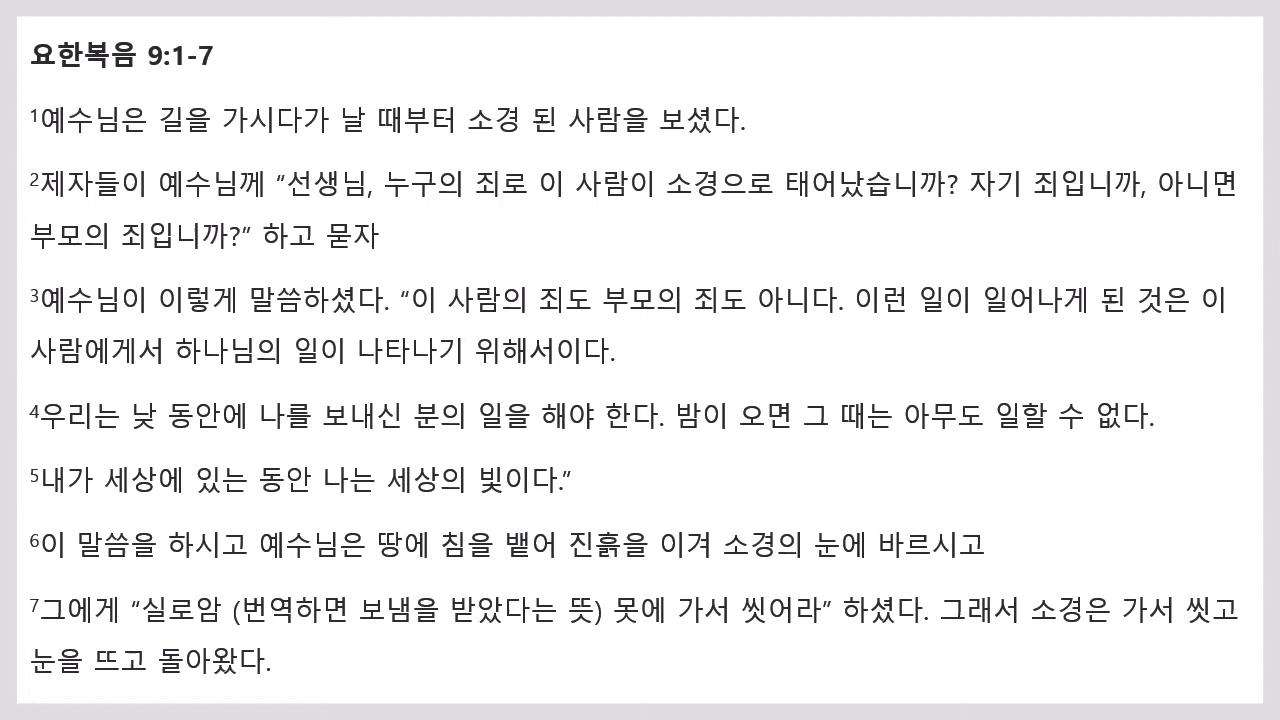 요한복음 9:1-7
1예수님은 길을 가시다가 날 때부터 소경 된 사람을 보셨다.
2제자들이 예수님께 “선생님, 누구의 죄로 이 사람이 소경으로 태어났습니까? 자기 죄입니까, 아니면
부모의 죄입니까?” 하고 묻자
3예수님이 이렇게 말씀하셨다. “이 사람의 죄도 부모의 죄도 아니다. 이런 일이 일어나게 된 것은 이
사람에게서 하나님의 일이 나타나기 위해서이다.
4우리는 낮 동안에 나를 보내신 분의 일을 해야 한다. 밤이 오면 그 때는 아무도 일할 수 없다.
5내가 세상에 있는 동안 나는 세상의 빛이다.”
6이 말씀을 하시고 예수님은 땅에 침을 뱉어 진흙을 이겨 소경의 눈에 바르시고
7그에게 “실로암 (번역하면 보냄을 받았다는 뜻) 못에 가서 씻어라” 하셨다. 그래서 소경은 가서 씻고
눈을 뜨고 돌아왔다.